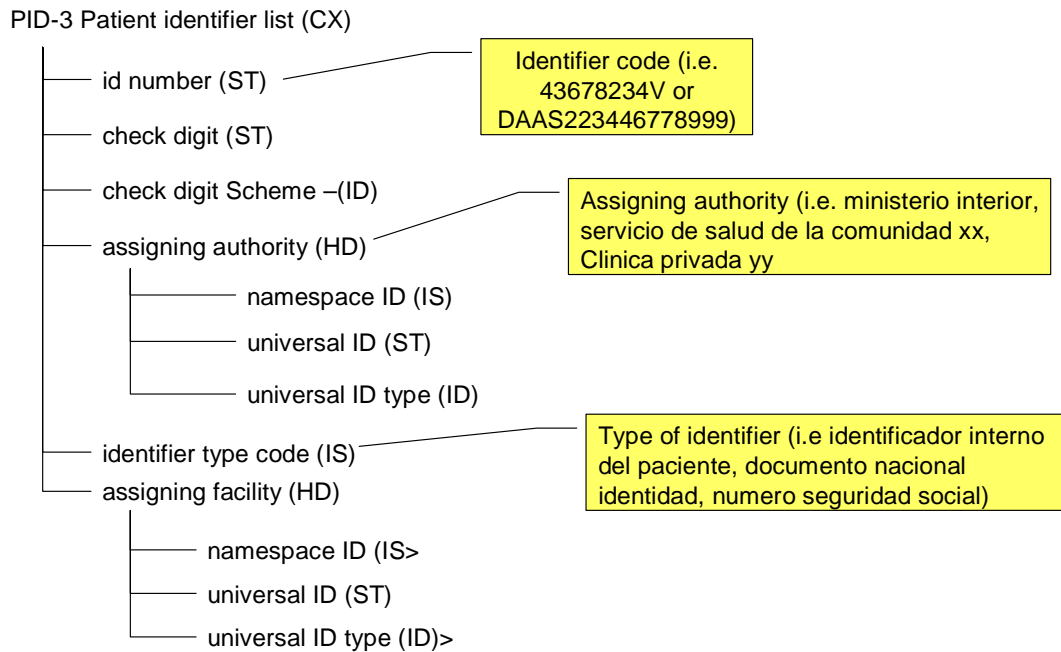 PID-3 Patient identifier list (CX)
id number (ST)
Identifier code (i.e.
43678234V or
DAAS223446778999)
check digit (ST)
check digit Scheme –(ID)
assigning authority (HD)
Assigning authority (i.e. ministerio interior,
servicio de salud de la comunidad xx,
Clinica privada yy
namespace ID (IS)
universal ID (ST)
universal ID type (ID)
identifier type code (IS)
Type of identifier (i.e identificador interno
del paciente, documento nacional
identidad, numero seguridad social)
assigning facility (HD)
namespace ID (IS>
universal ID (ST)
universal ID type (ID)>